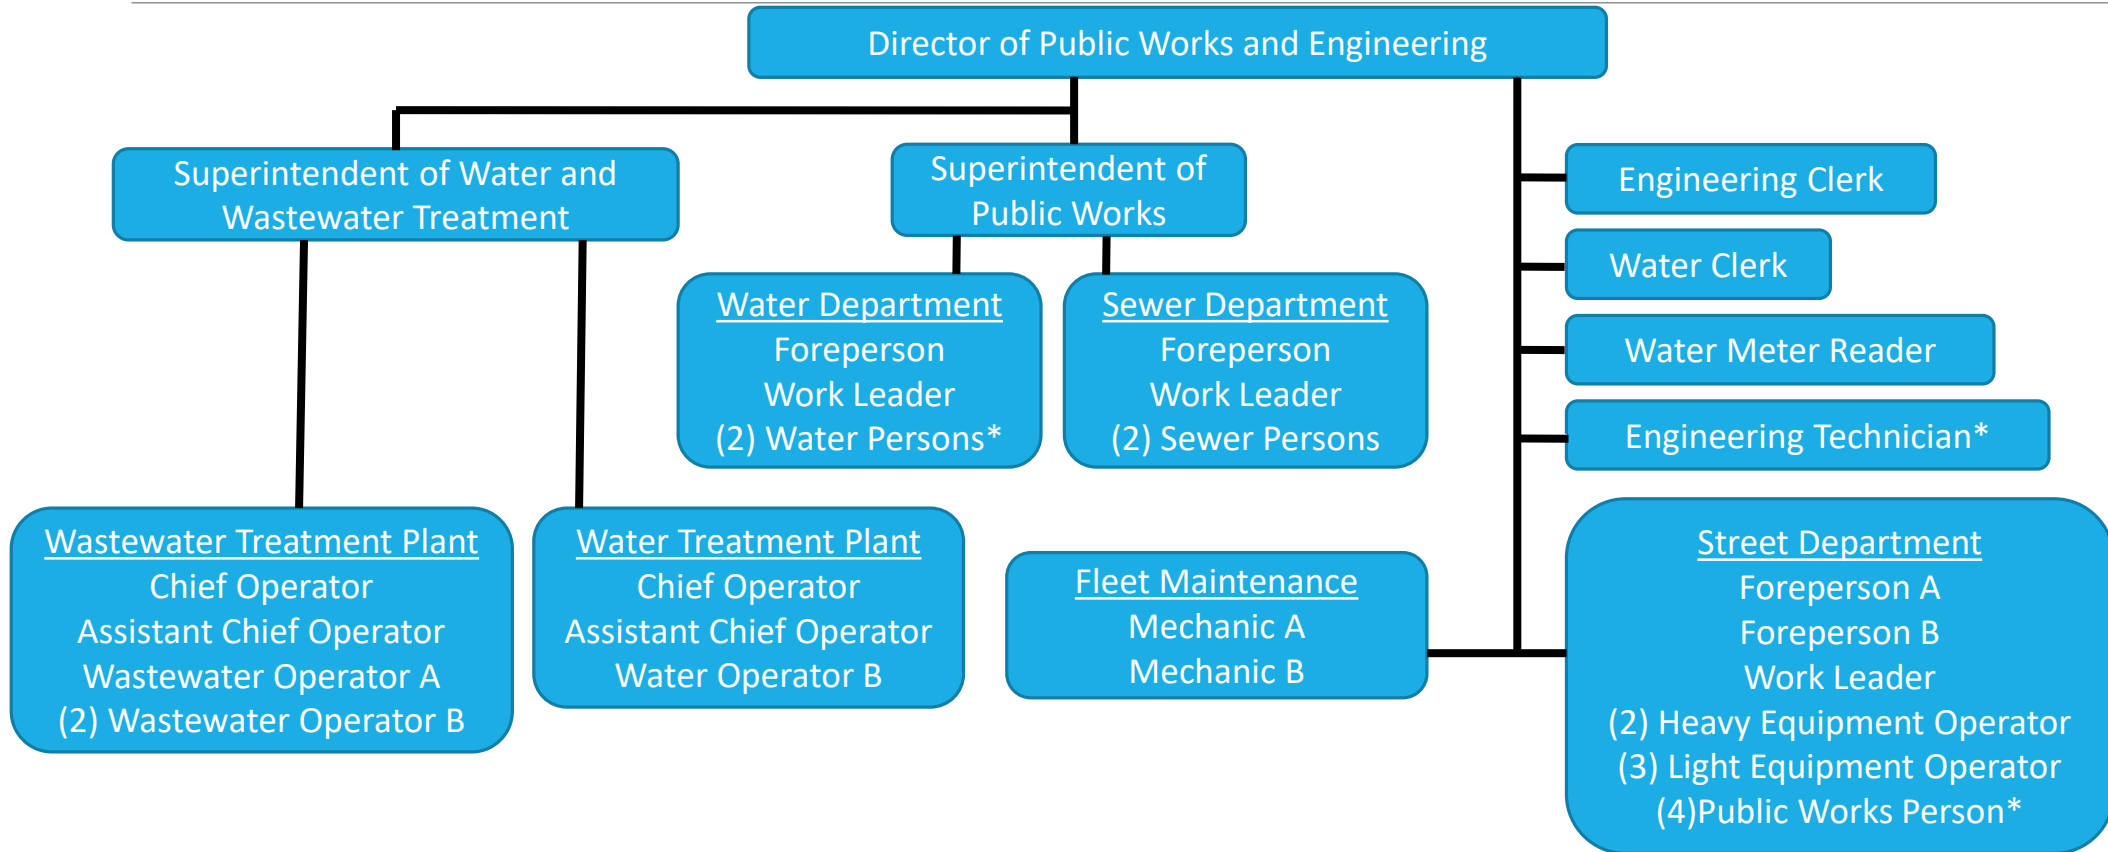 Director of Public Works and Engineering
Superintendent of Water and
Wastewater Treatment
Superintendent of
Public Works
Engineering Clerk
Water Clerk
Water Meter Reader
Engineering Technician*
Water Department
Foreperson
Work Leader
(2) Water Persons*
Sewer Department
Foreperson
Work Leader
(2) Sewer Persons
Wastewater Treatment Plant
Chief Operator
Assistant Chief Operator
Wastewater Operator A
(2) Wastewater Operator B
Water Treatment Plant
Chief Operator
Assistant Chief Operator
Water Operator B
Fleet Maintenance
Mechanic A
Mechanic B
Street Department
Foreperson A
Foreperson B
Work Leader
(2) Heavy Equipment Operator
(3) Light Equipment Operator
(4)Public Works Person*